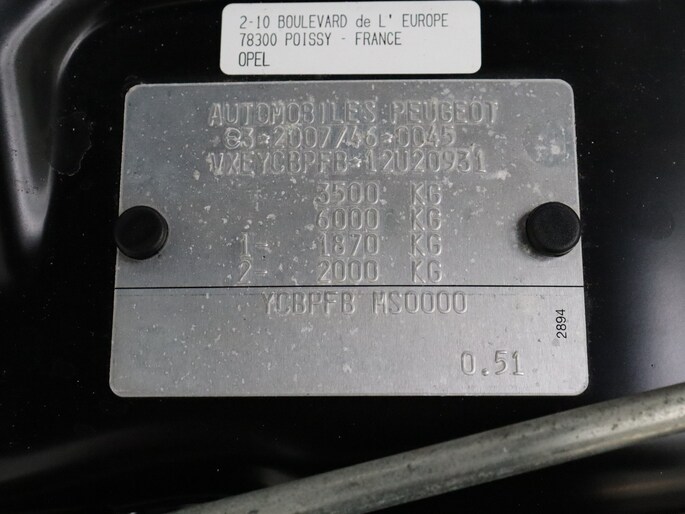 2-10 BOULEVARD de L' EUROPE
78300 POISSY - FRANCE
OPEL
AUTOMOBILES PEUGEOT
e3*2007/46*0045
VXEYCBPFB*12U20931
3500 KG
6000 KG
1- 1870 KG
2- 2000 KG
YCBPFB MS0000
2894
0.51